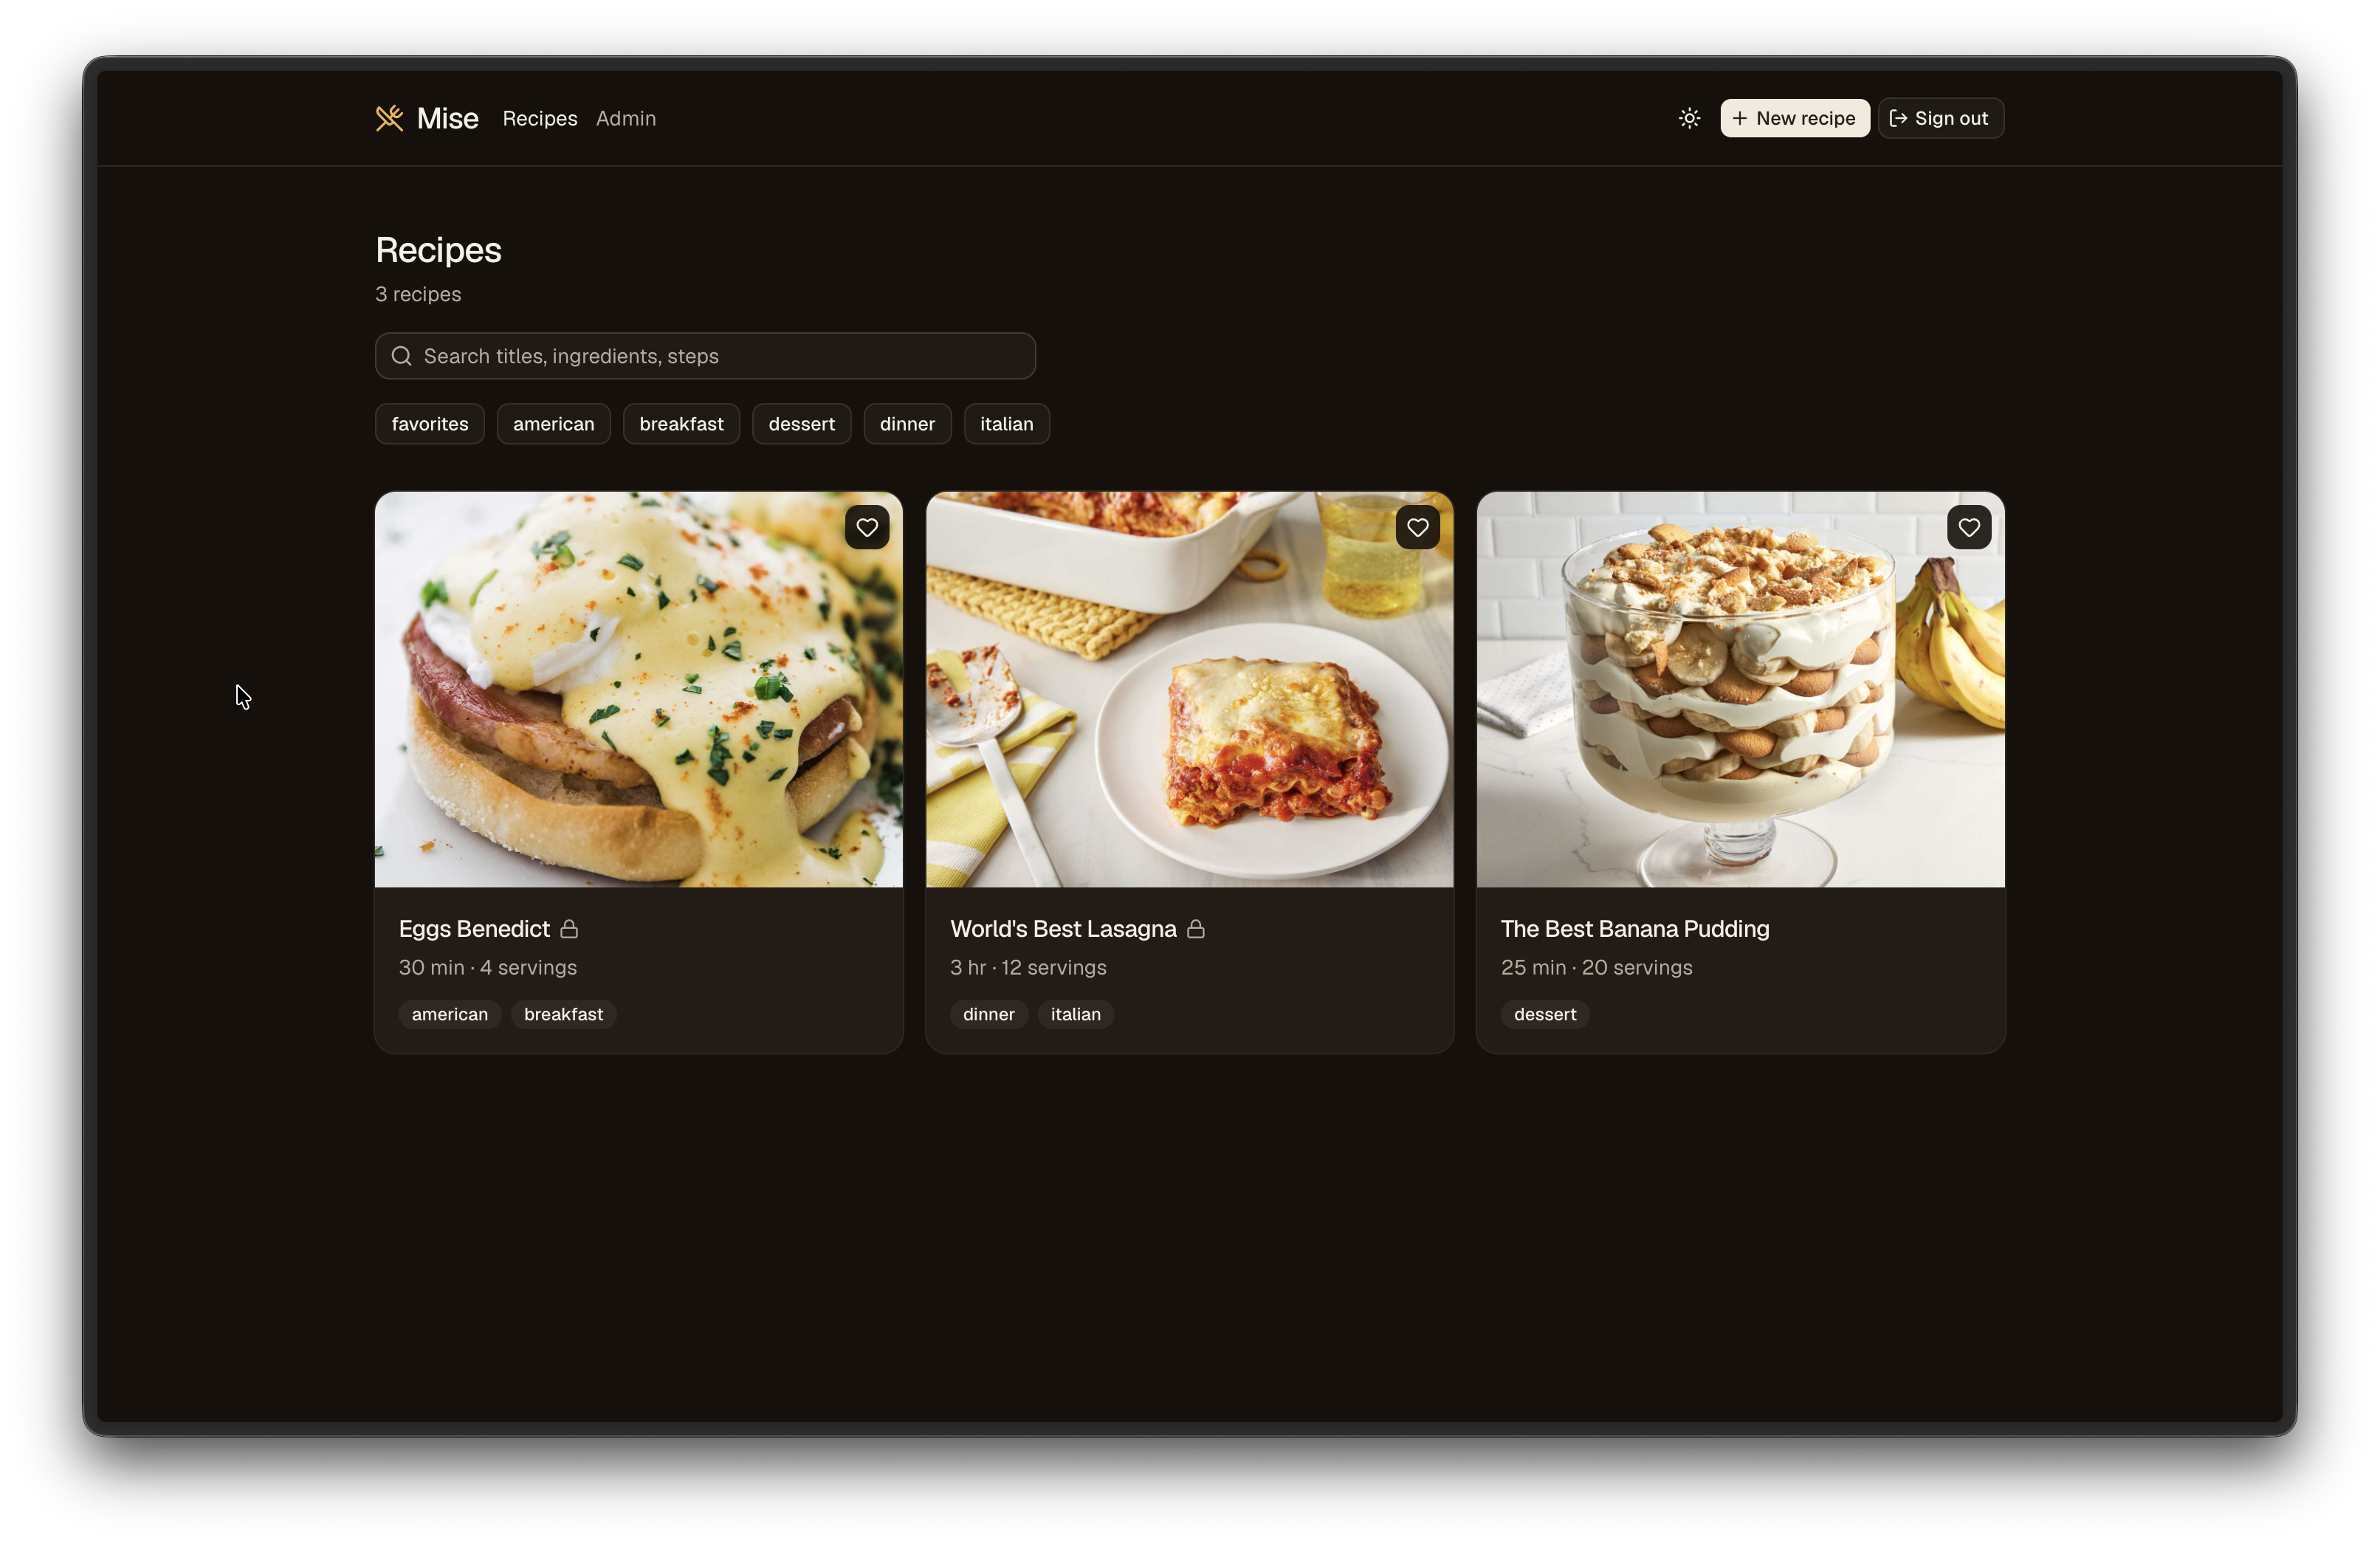 Mise
Recipes
Admin
New recipe
Sign out
Recipes
3 recipes
Search titles, ingredients, steps
favorites
american
breakfast
dessert
dinner
italian
Eggs Benedict
30 min · 4 servings
american
breakfast
World's Best Lasagna
3 hr · 12 servings
dinner
italian
The Best Banana Pudding
25 min · 20 servings
dessert